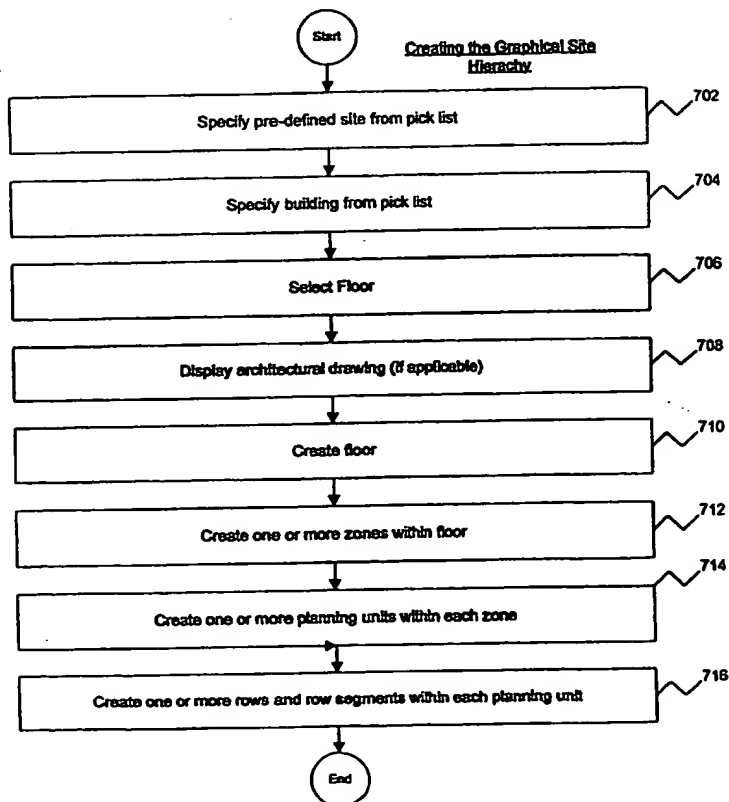 Start
Creating the Graphical Site
Hierachy
Specify pre-defined site from pick list
702
Specify building from pick list
704
Select Floor
706
Display architectural drawing (if applicable)
708
Create floor
710
Create one or more zones within floor
712
Create one or more planning units within each zone
714
Create one or more rows and row segments within each planning unit
716
End